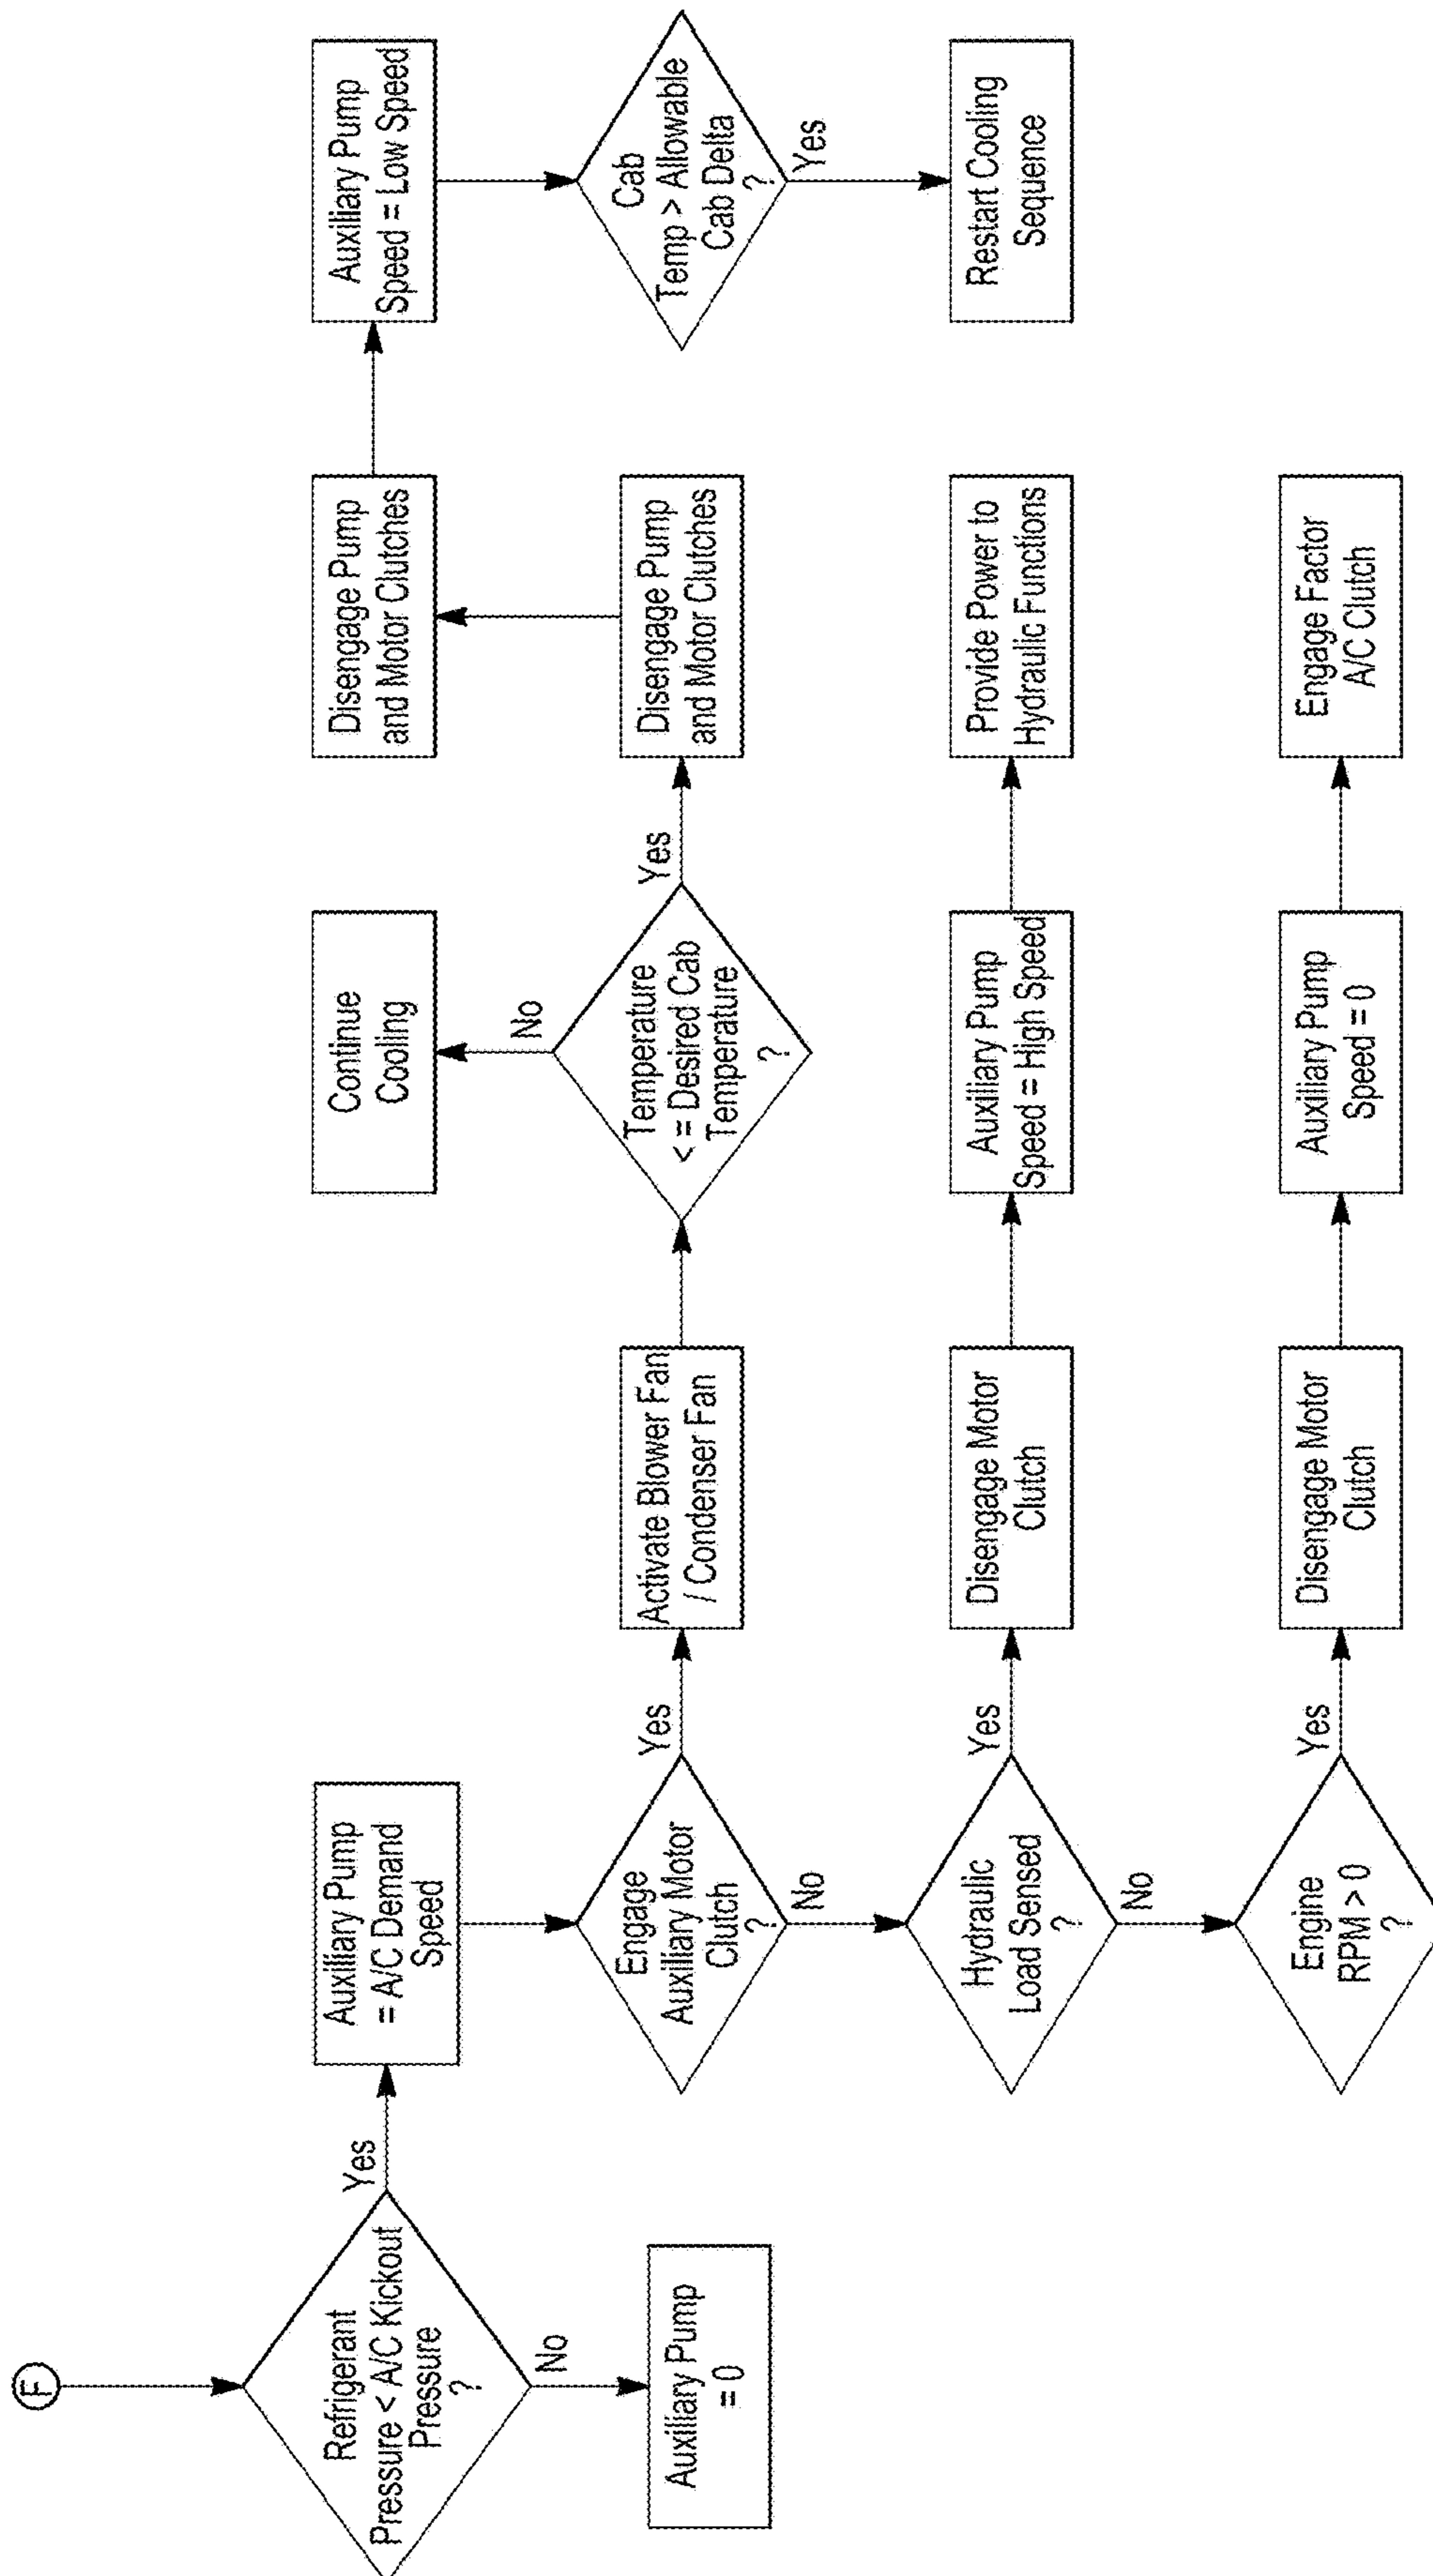 F
Refrigerant
Pressure < A/C Kickout
Pressure
?
Yes
No
Auxiliary Pump
= 0
Auxiliary Pump
= A/C Demand
Speed
Engage
Auxiliary Motor
Clutch
?
Yes
No
Activate Blower Fan
/ Condenser Fan
Temperature
< = Desired Cab
Temperature
?
No
Continue
Cooling
Yes
Disengage Pump
and Motor Clutches
Disengage Pump
and Motor Clutches
Auxiliary Pump
Speed = Low Speed
Cab
Temp > Allowable
Cab Delta
?
Yes
Restart Cooling
Sequence
Hydraulic
Load Sensed
?
Yes
No
Disengage Motor
Clutch
Auxiliary Pump
Speed = High Speed
Provide Power to
Hydraulic Functions
Engine
RPM > 0
?
Yes
Disengage Motor
Clutch
Auxiliary Pump
Speed = 0
Engage Factor
A/C Clutch